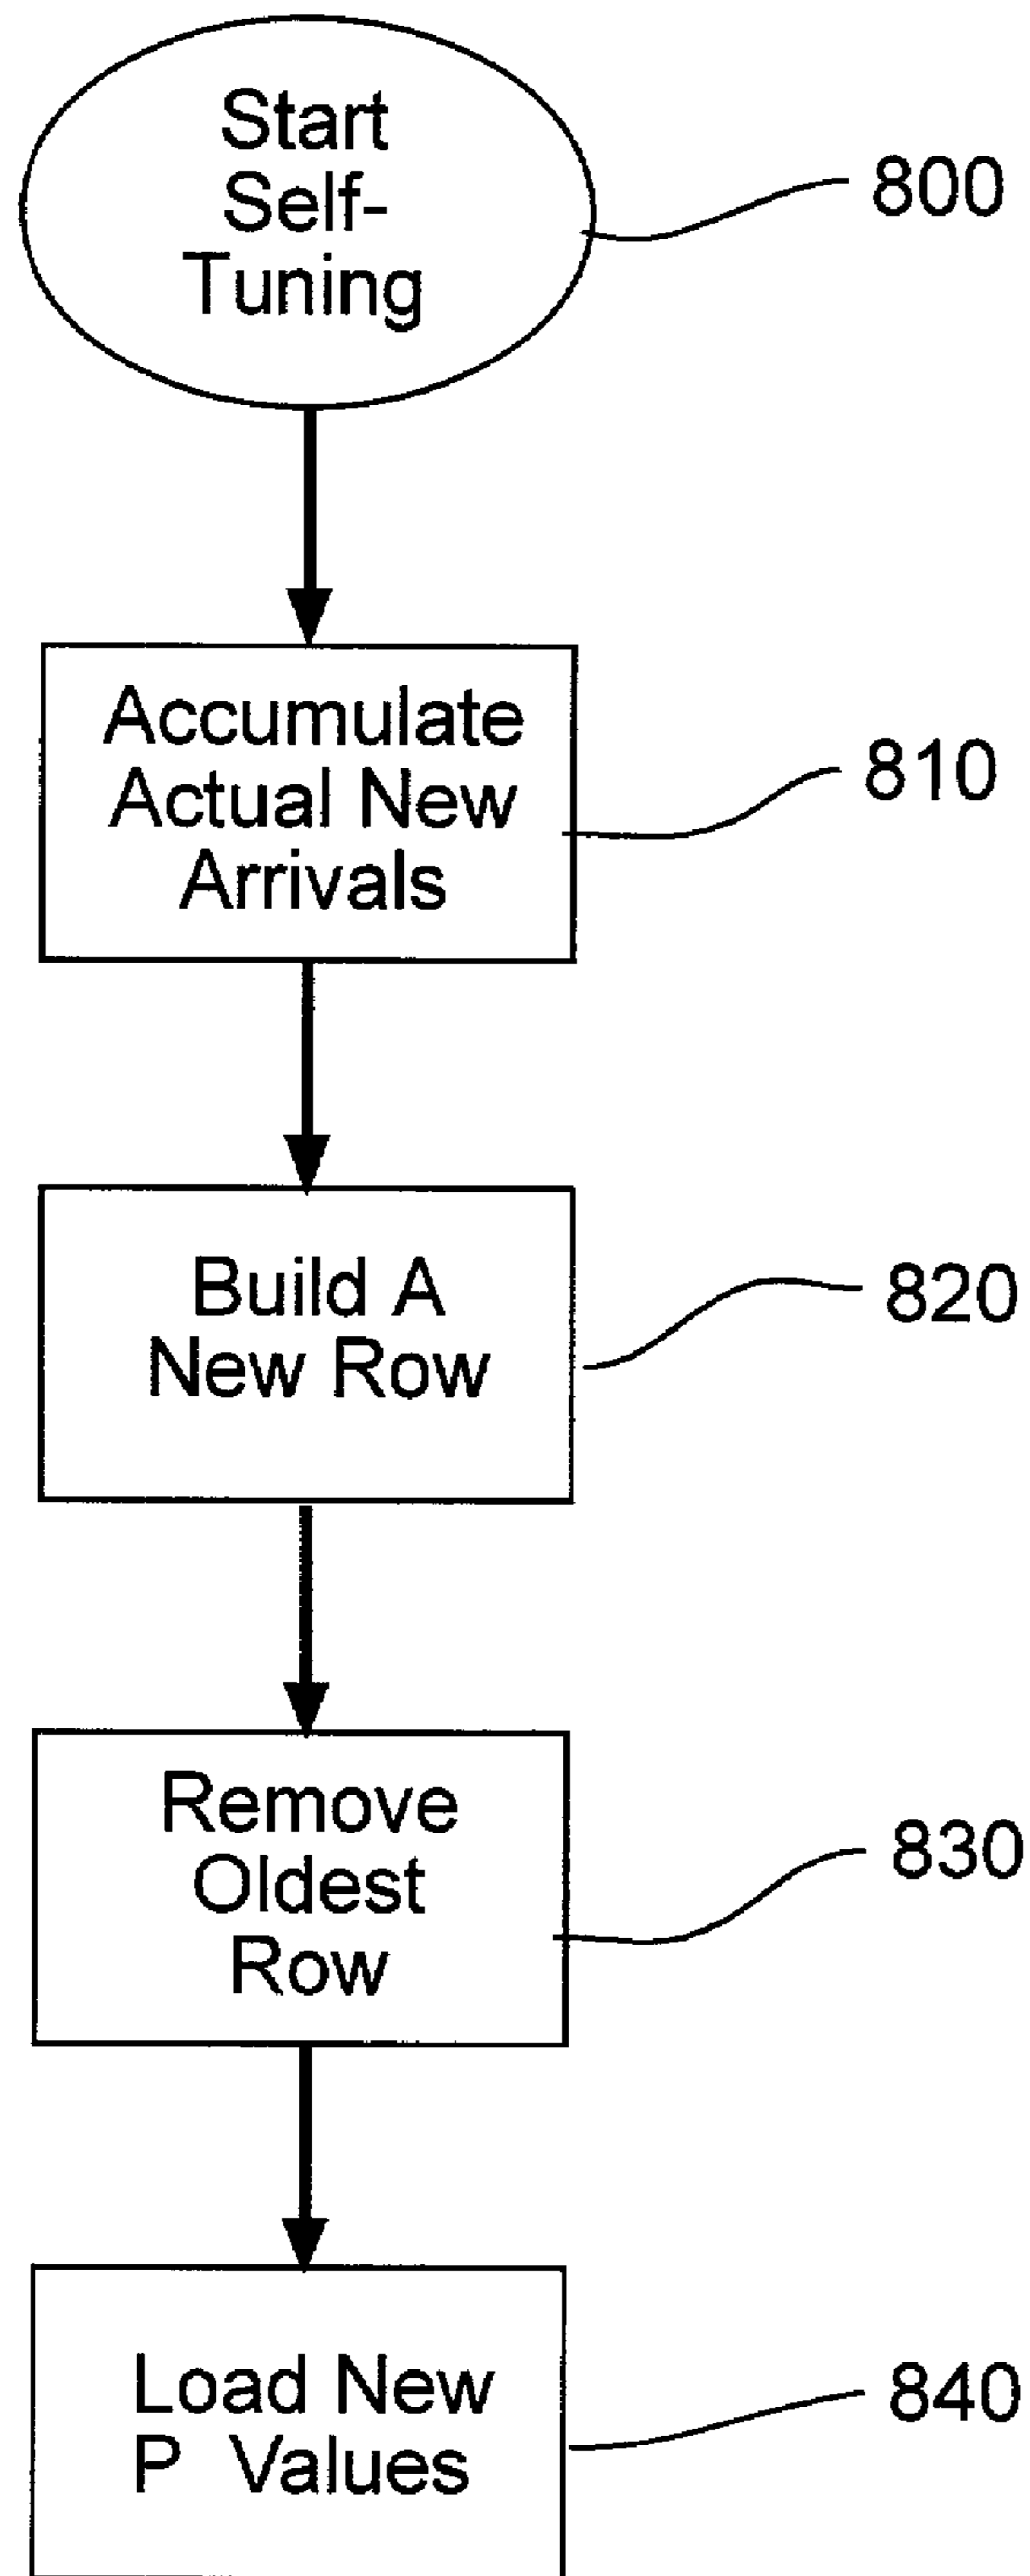 Start
Self-
Tuning
800
Accumulate
Actual New
Arrivals
810
Build A
New Row
820
Remove
Oldest
Row
830
Load New
P Values
840